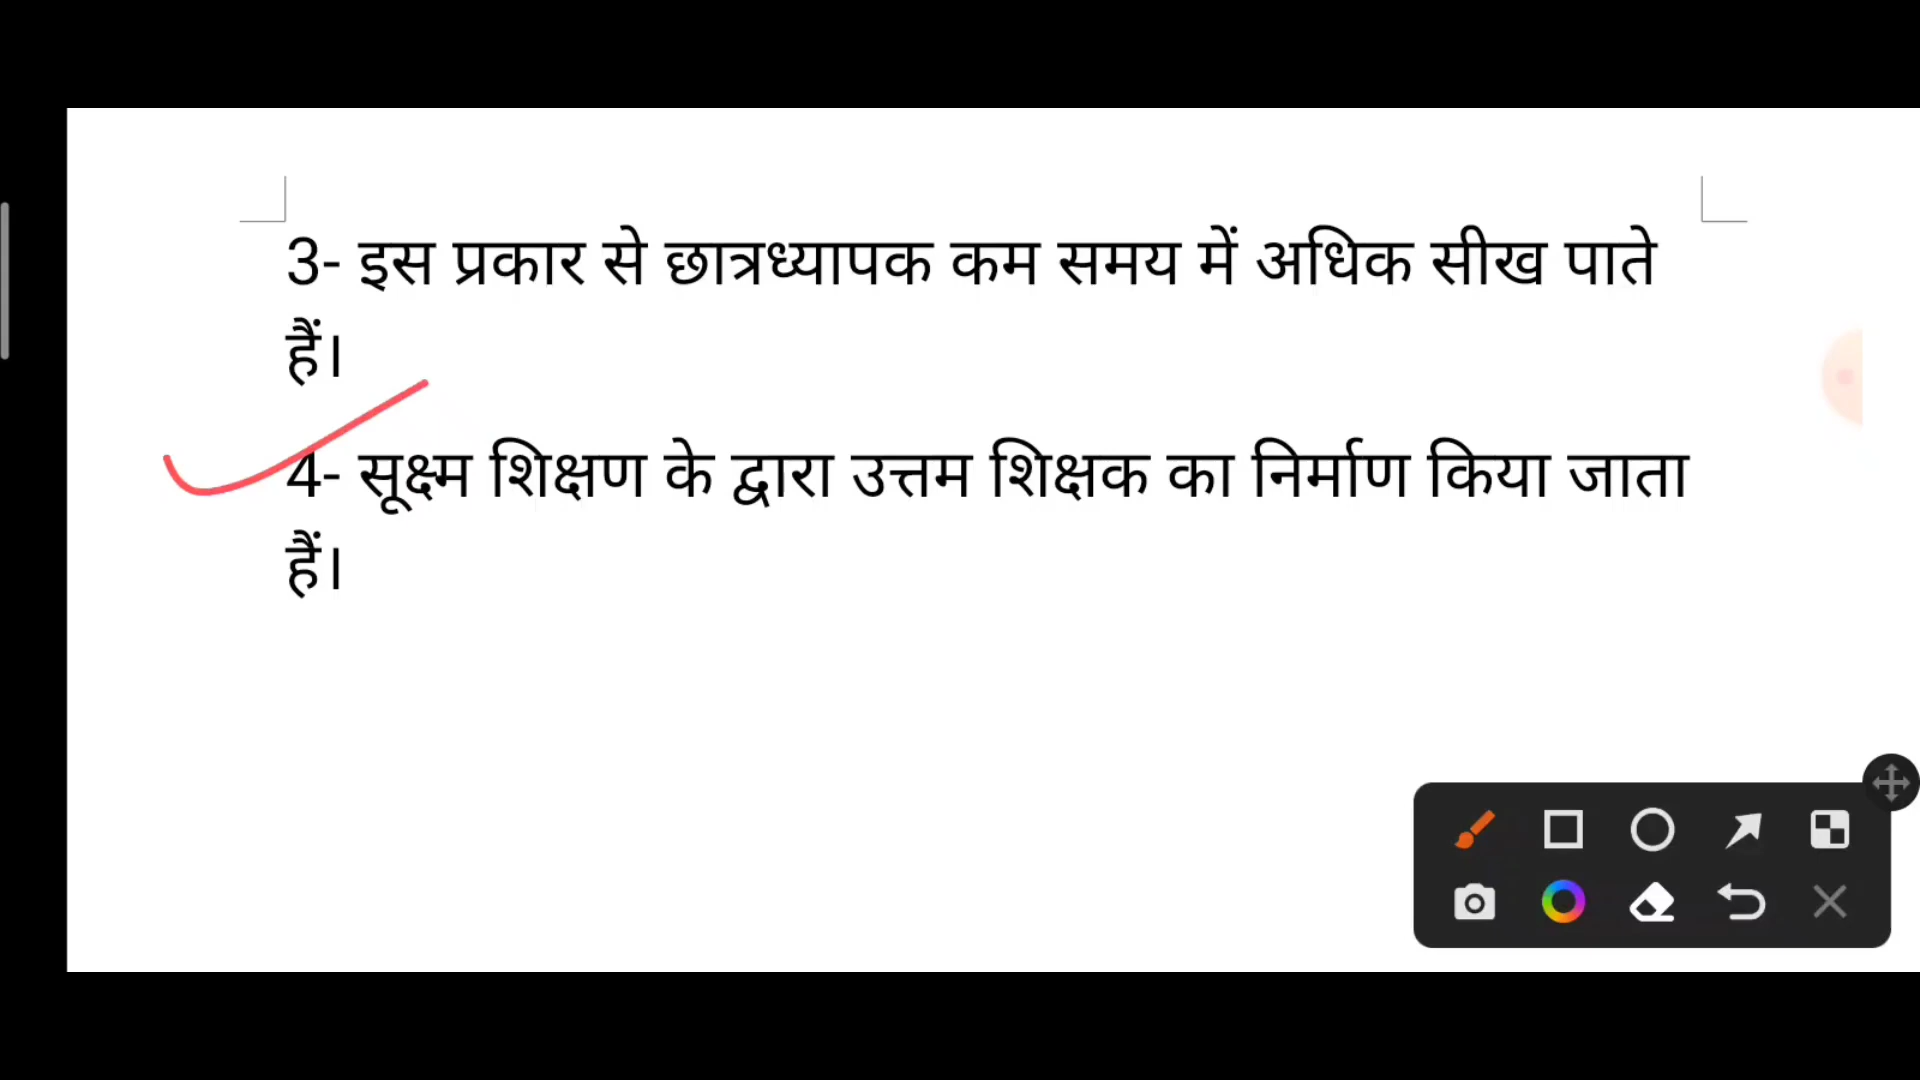 3- इस प्रकार से छात्रध्यापक कम समय में अधिक सीख पाते
हैं।
4- सूक्ष्म शिक्षण के द्वारा उत्तम शिक्षक का निर्माण किया जाता
हैं।